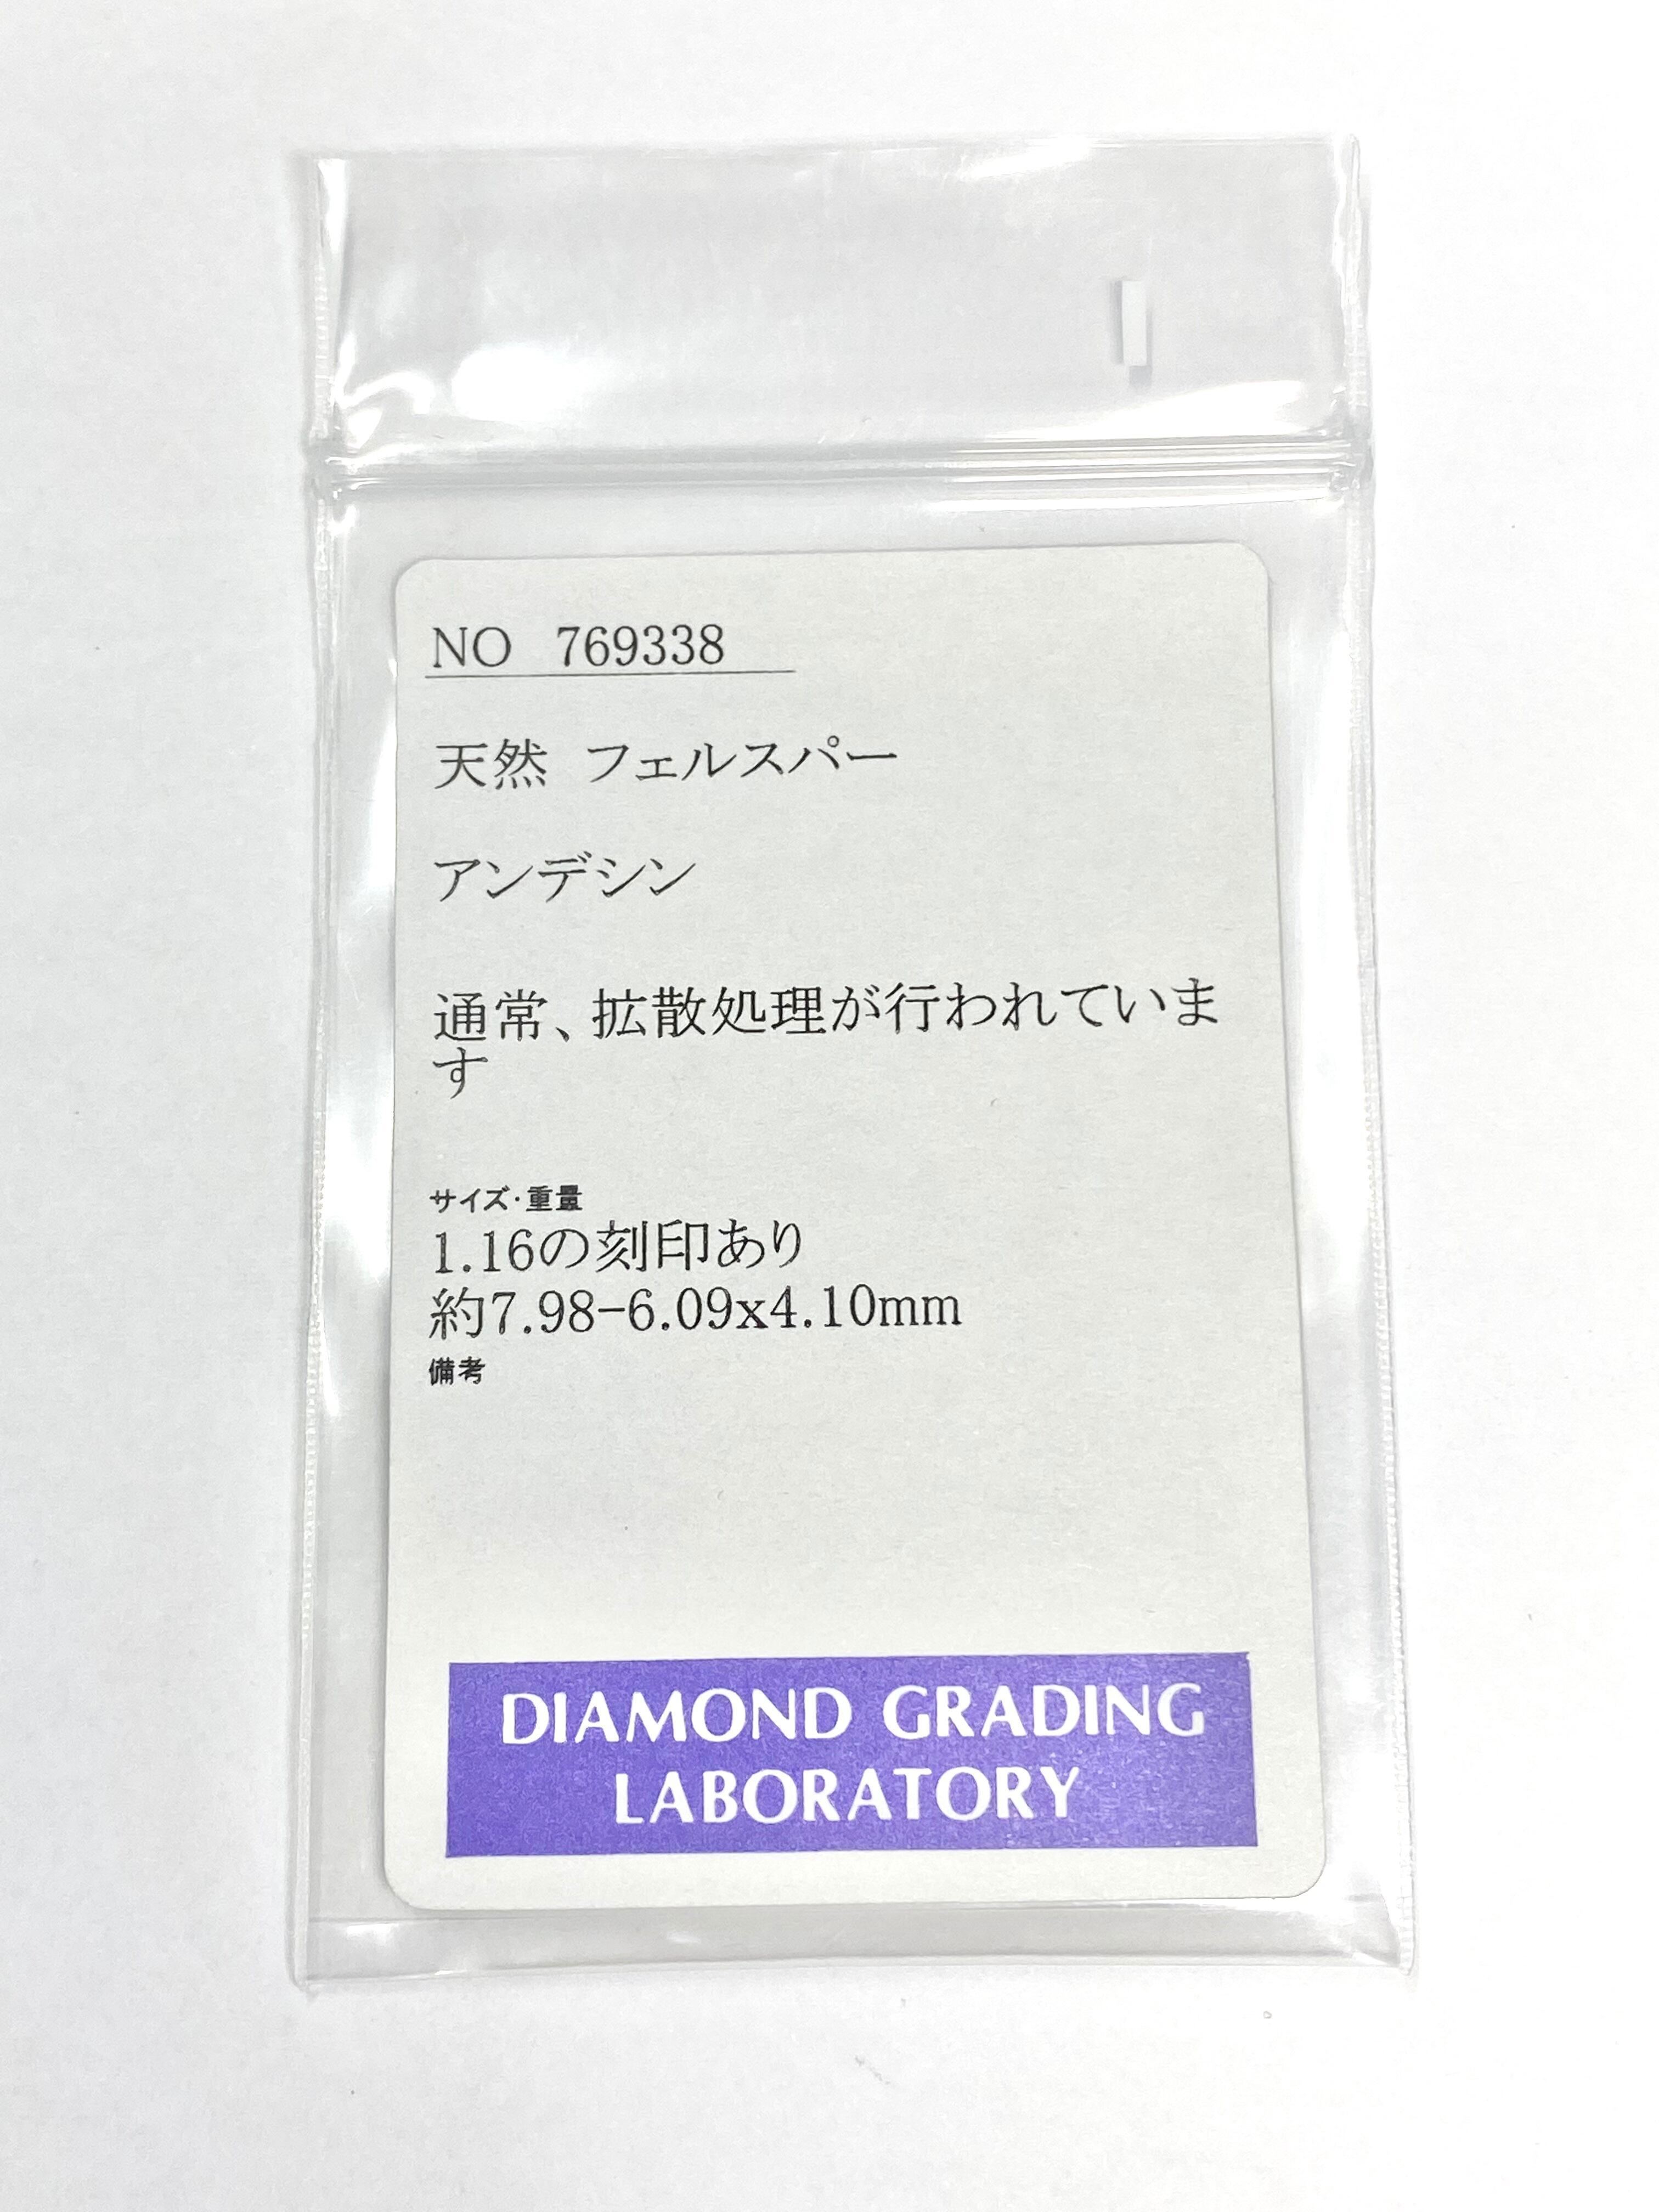 NO 769338
天然 フェルスパー
アンデシン
通常、拡散処理が行われていま
す
サイズ・重量
1.16の刻印あり
約7.98-6.09x4.10mm
備考
DIAMOND GRADING
LABORATORY